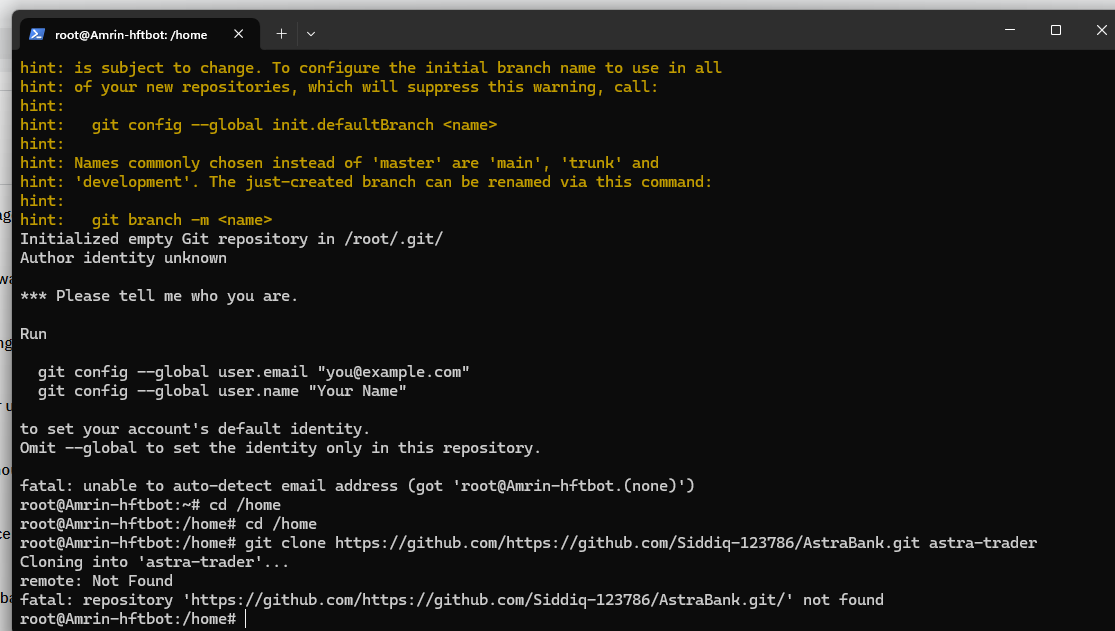 root@Amrin-hftbot: /home
hint: is subject to change. To configure the initial branch name to use in all
hint: of your new repositories, which will suppress this warning, call:
hint:
hint:   git config --global init.defaultBranch <name>
hint:
hint: Names commonly chosen instead of 'master' are 'main', 'trunk' and
hint: 'development'. The just-created branch can be renamed via this command:
hint:
hint:   git branch -m <name>
Initialized empty Git repository in /root/.git/
Author identity unknown

*** Please tell me who you are.

Run

  git config --global user.email "you@example.com"
  git config --global user.name "Your Name"

to set your account's default identity.
Omit --global to set the identity only in this repository.

fatal: unable to auto-detect email address (got 'root@Amrin-hftbot.(none)')
root@Amrin-hftbot:~# cd /home
root@Amrin-hftbot:/home# cd /home
root@Amrin-hftbot:/home# git clone https://github.com/https://github.com/Siddiq-123786/AstraBank.git astra-trader
Cloning into 'astra-trader'...
remote: Not Found
fatal: repository 'https://github.com/https://github.com/Siddiq-123786/AstraBank.git/' not found
root@Amrin-hftbot:/home#